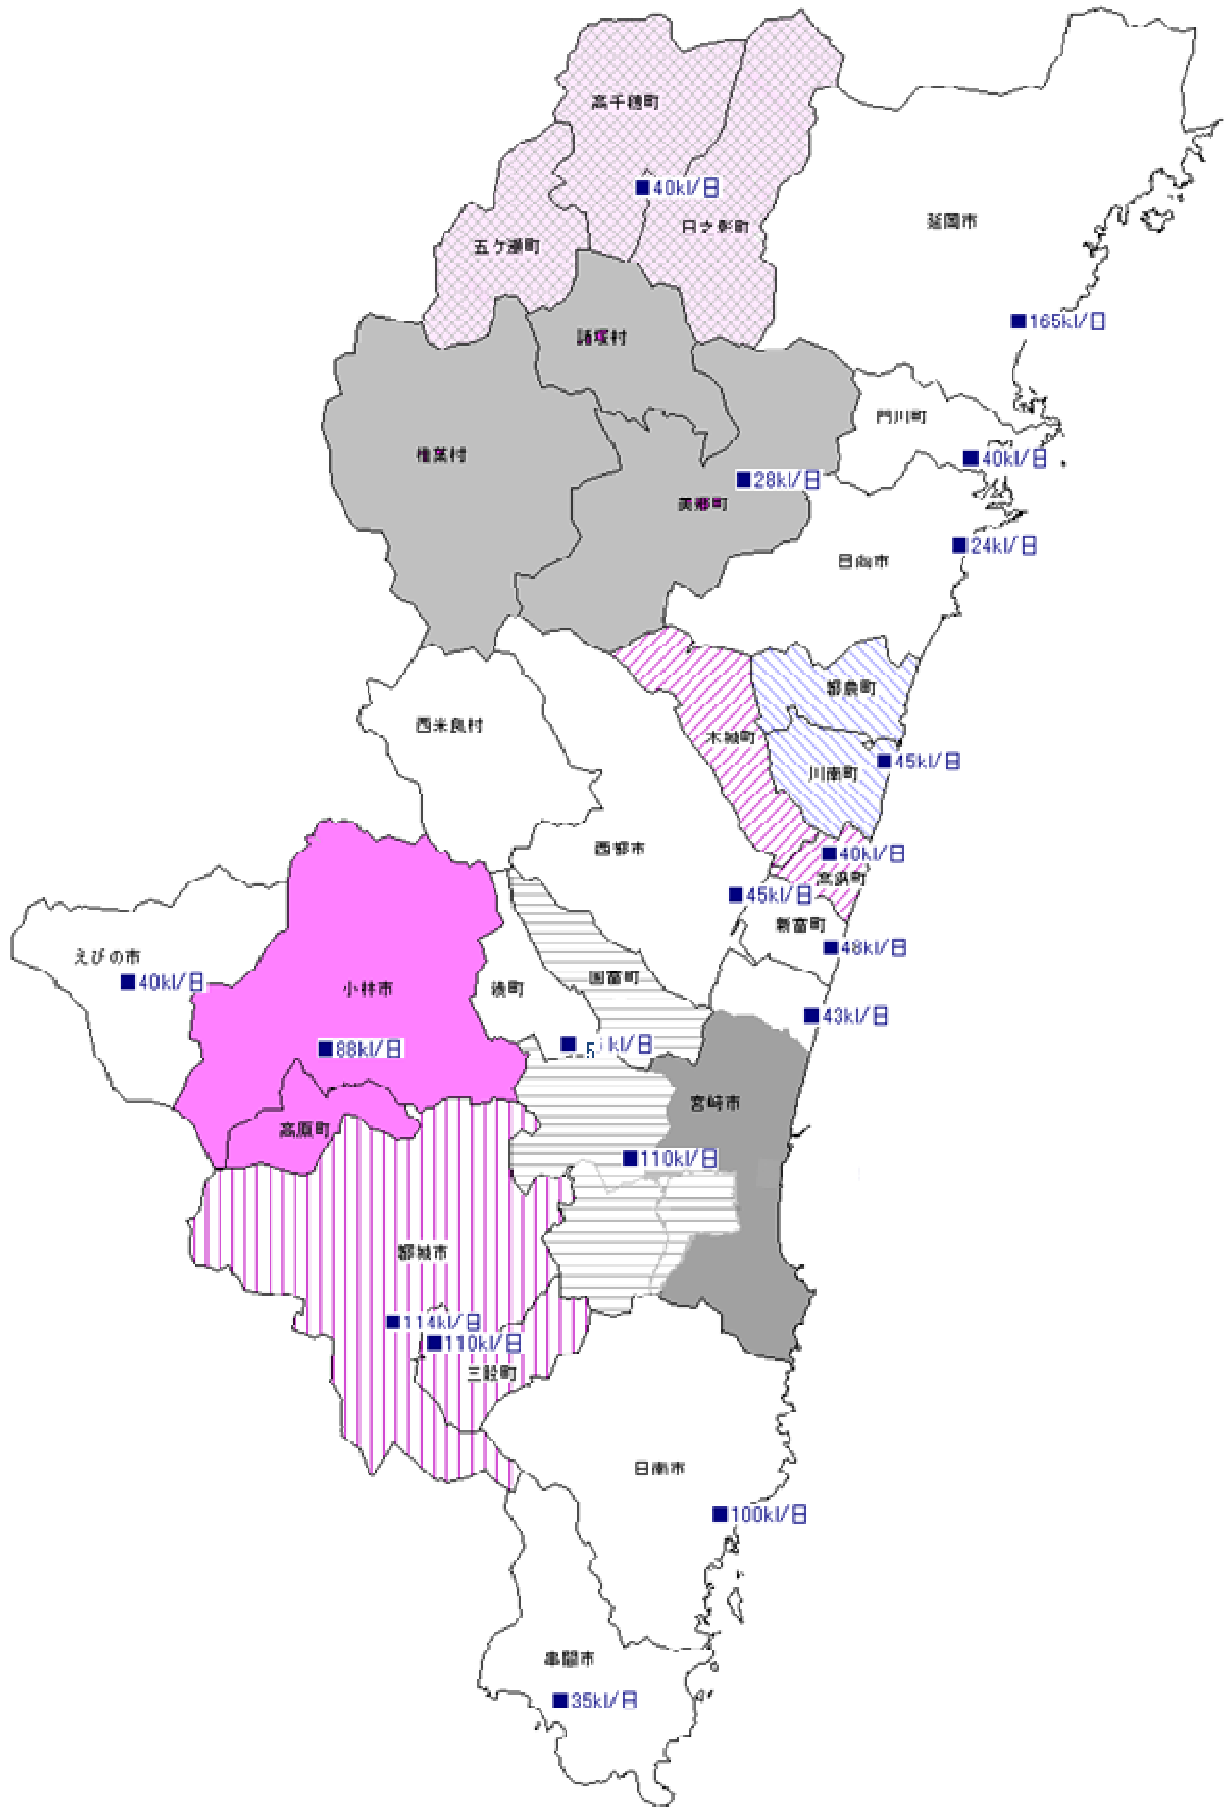 高千穂町
■40kl/日
延岡市
日之影町
五ケ瀬町
■165kl/日
諸塚村
門川町
椎葉村
■40kl/日
■28kl/日
美郷町
■24kl/日
日向市
都農町
西米良村
木城町
■45kl/日
川南町
西都市
■40kl/日
高鍋町
■45kl/日
新富町
■48kl/日
えびの市
■40kl/日
国富町
小林市
綾町
■43kl/日
■88kl/日
宮崎市
高原町
■110kl/日
都城市
■114kl/日
■110kl/日
三股町
日南市
■100kl/日
串間市
■35kl/日